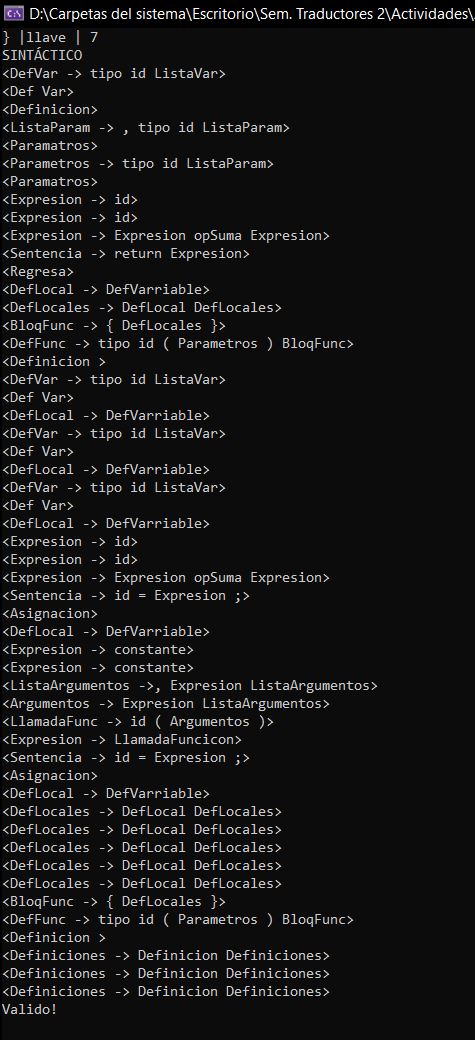 D:\Carpetas del sistema\Escritorio\Sem. Traductores 2\Actividades\
} |llave | 7
SINTÁCTICO
<DefVar -> tipo id ListaVar>
<Def Var>
<Definicion>
<ListaParam -> , tipo id ListaParam>
<Paramatros>
<Parametros -> tipo id ListaParam>
<Paramatros>
<Expresion -> id>
<Expresion -> id>
<Expresion -> Expresion opSuma Expresion>
<Sentencia -> return Expresion>
<Regresa>
<DefLocal -> DefVarriable>
<DefLocales -> DefLocal DefLocales>
<BloqFunc -> { DefLocales }>
<DefFunc -> tipo id ( Parametros ) BloqFunc>
<Definicion >
<DefVar -> tipo id ListaVar>
<Def Var>
<DefLocal -> DefVarriable>
<DefVar -> tipo id ListaVar>
<Def Var>
<DefLocal -> DefVarriable>
<DefVar -> tipo id ListaVar>
<Def Var>
<DefLocal -> DefVarriable>
<Expresion -> id>
<Expresion -> id>
<Expresion -> Expresion opSuma Expresion>
<Sentencia -> id = Expresion ;>
<Asignacion>
<DefLocal -> DefVarriable>
<Expresion -> constante>
<Expresion -> constante>
<ListaArgumentos ->, Expresion ListaArgumentos>
<Argumentos -> Expresion ListaArgumentos>
<LlamadaFunc -> id ( Argumentos )>
<Expresion -> LlamadaFuncicon>
<Sentencia -> id = Expresion ;>
<Asignacion>
<DefLocal -> DefVarriable>
<DefLocales -> DefLocal DefLocales>
<DefLocales -> DefLocal DefLocales>
<DefLocales -> DefLocal DefLocales>
<DefLocales -> DefLocal DefLocales>
<DefLocales -> DefLocal DefLocales>
<BloqFunc -> { DefLocales }>
<DefFunc -> tipo id ( Parametros ) BloqFunc>
<Definicion >
<Definiciones -> Definicion Definiciones>
<Definiciones -> Definicion Definiciones>
<Definiciones -> Definicion Definiciones>
Valido!